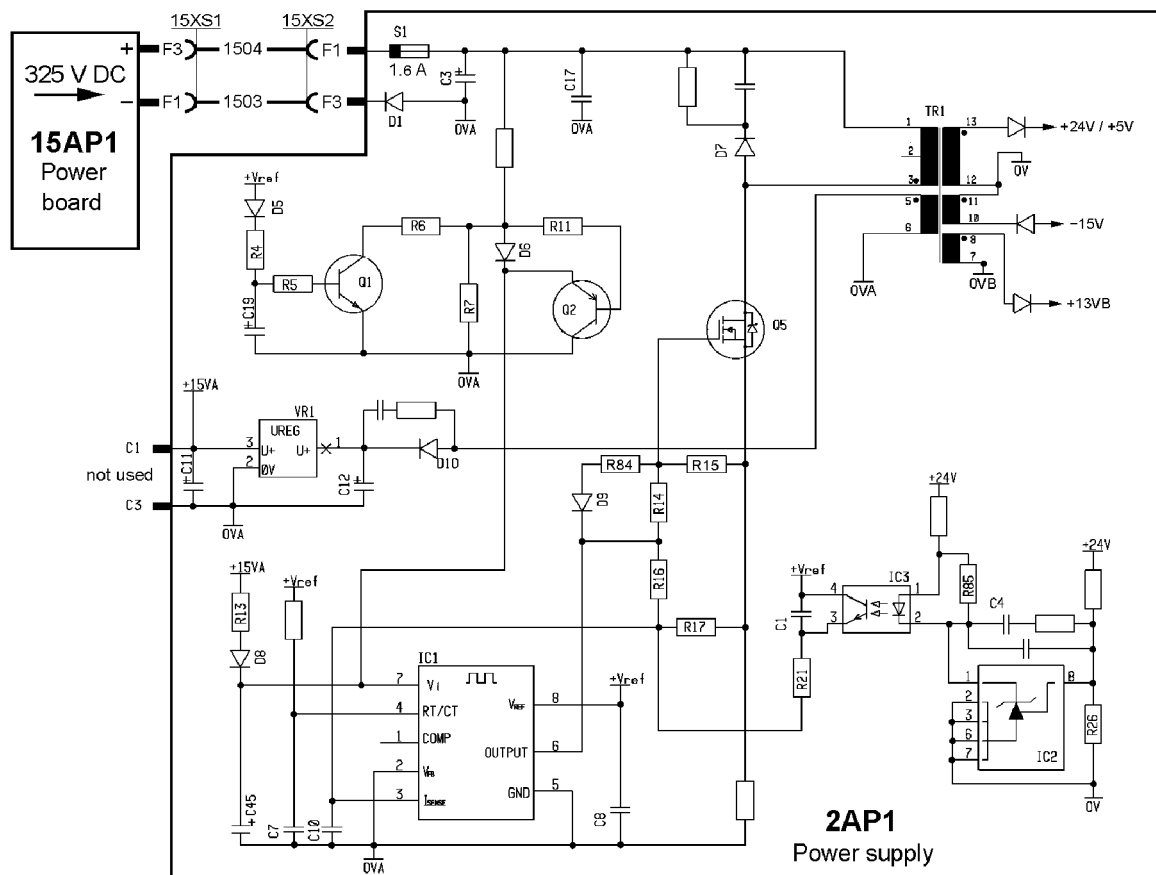 15XS1 15XS2
S1
+ F3 1504 F1
1.6 A
325 V DC
C3 + C17
− F1 1503 F3
D1
0VA 0VA
15AP1
Power
board
TR1
1 13 +24V / +5V
2
3 12 0V
5 11
10 −15V
6 8
7
0VA 0VB +13VB
D7
+Vref
D5
R4
R6 R11
D6
R5 Q1
+C19
R7
Q2
0VA
Q5
+15VA
VR1
UREG
C1 3 U+ U+ 1
2 0V
not used
+C11
C12 +
D10
C3
0VA
R84 R15
D9
R14
R16
R17
+24V
+24V
+Vref
IC3
4 1
3 2
C1
R85
C4
R21
1 8
2
3
6
7
IC2
R26
0V
+15VA
+Vref
R13
D8
IC1
7 Vi
4 RT/CT
1 COMP
2 VFB
3 ISENSE
VREF 8
OUTPUT 6
GND 5
+Vref
+C45
C7
C10
C8
0VA
2AP1
Power supply